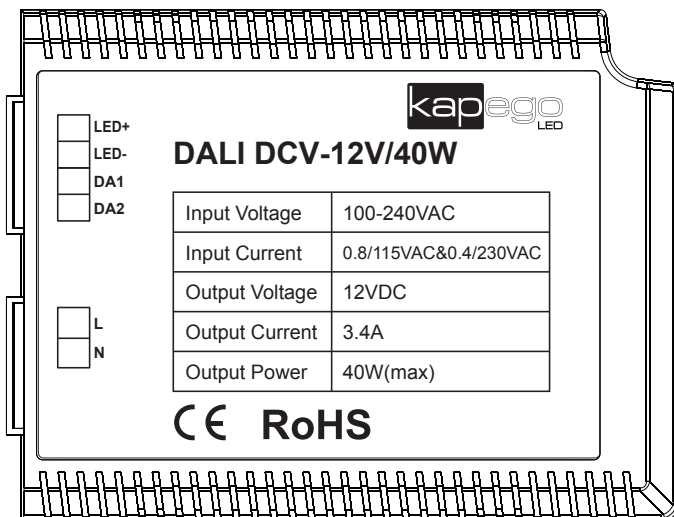 kapego
LED
LED+
LED-
DA1
DA2
DALI DCV-12V/40W
Input Voltage 100-240VAC
Input Current 0.8/115VAC&0.4/230VAC
Output Voltage 12VDC
Output Current 3.4A
Output Power 40W(max)
L
N
CE RoHS